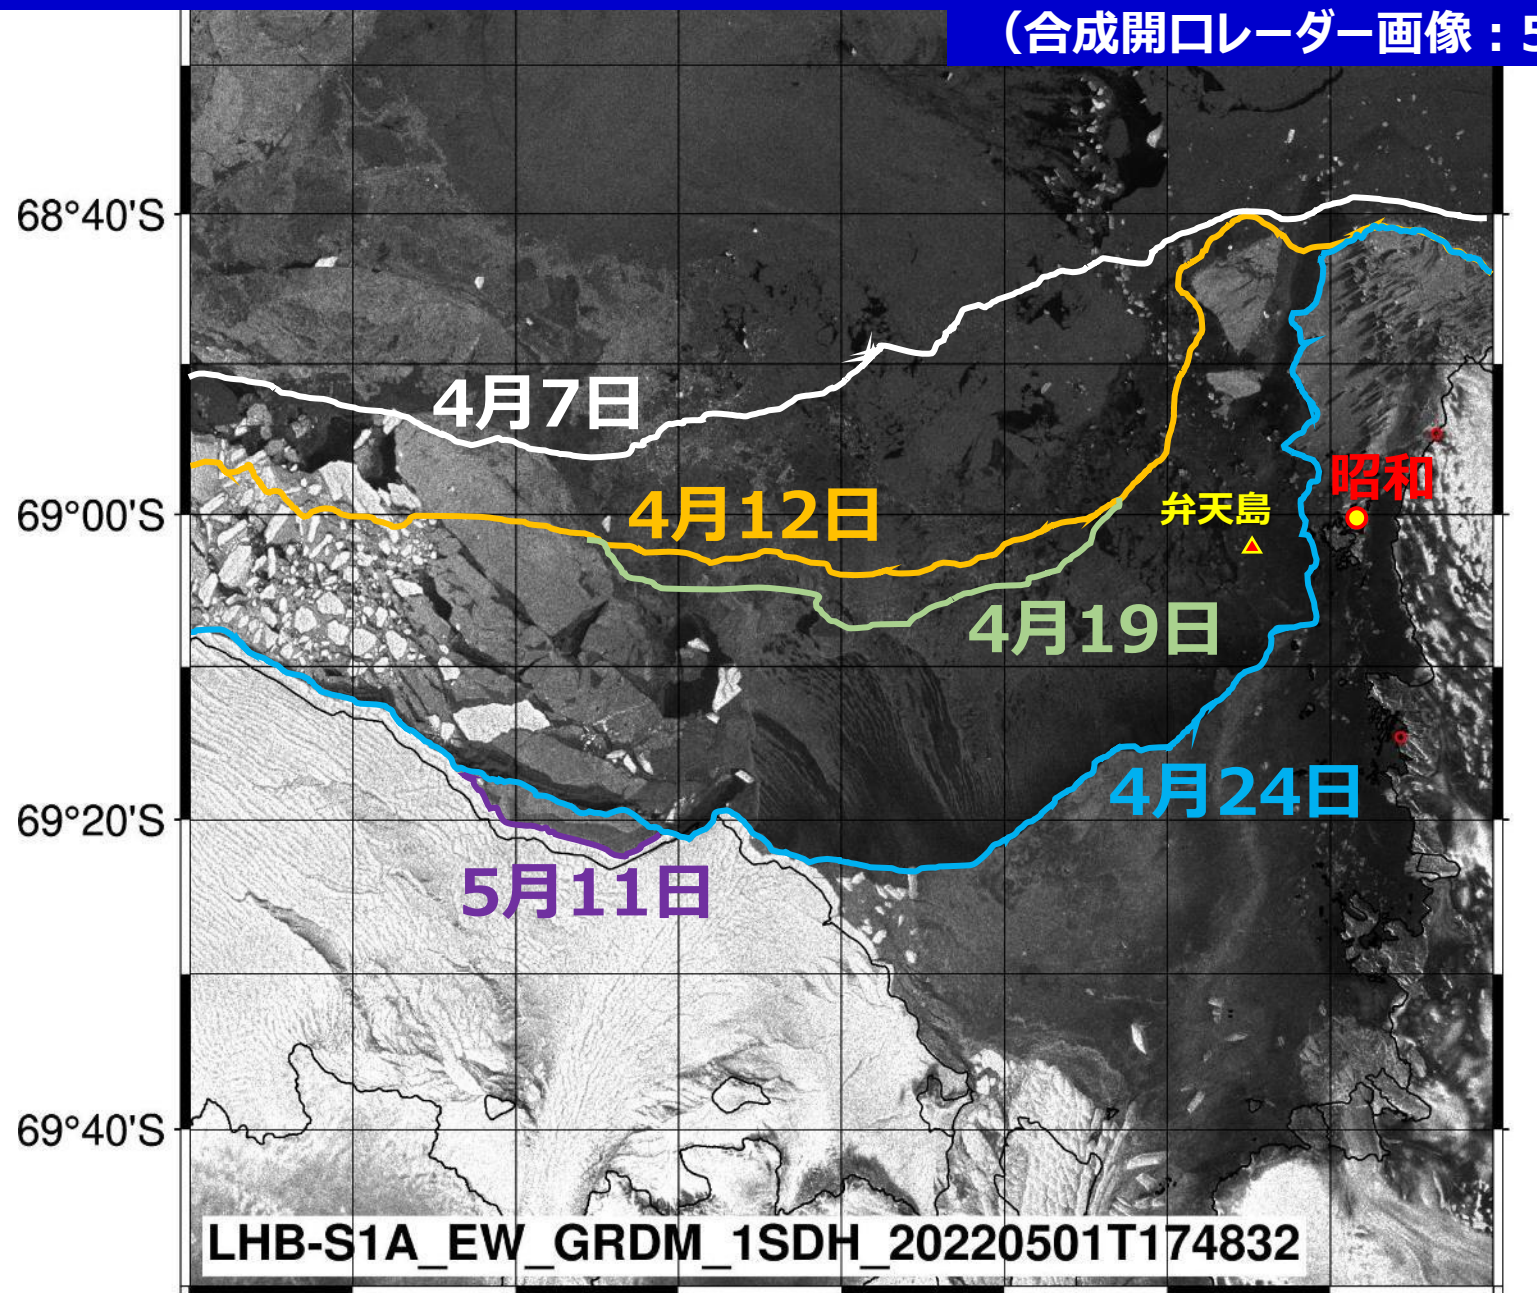 （合成開口レーダー画像：5
68°40'S
4月7日
昭和
4月12日
弁天島
69°00'S
4月19日
4月24日
69°20'S
5月11日
69°40'S
LHB-S1A_EW_GRDM_1SDH_20220501T174832